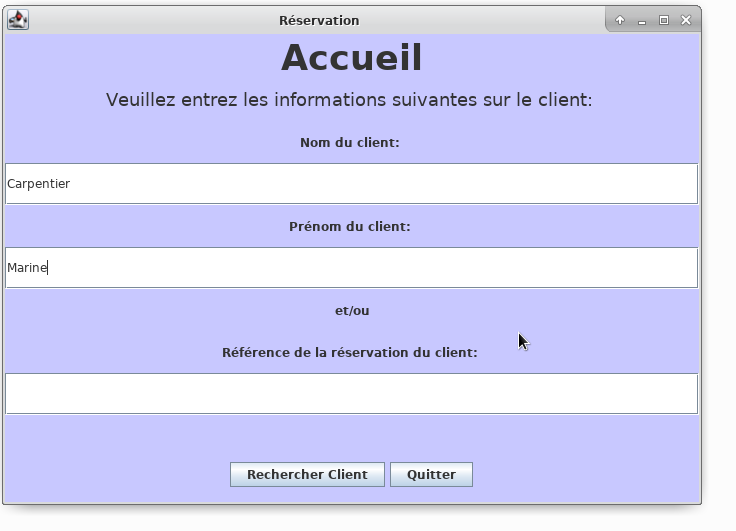 Réservation
Accueil
Veuillez entrez les informations suivantes sur le client:
Nom du client:
Carpentier
Prénom du client:
Marine
et/ou
Référence de la réservation du client:
Rechercher Client Quitter